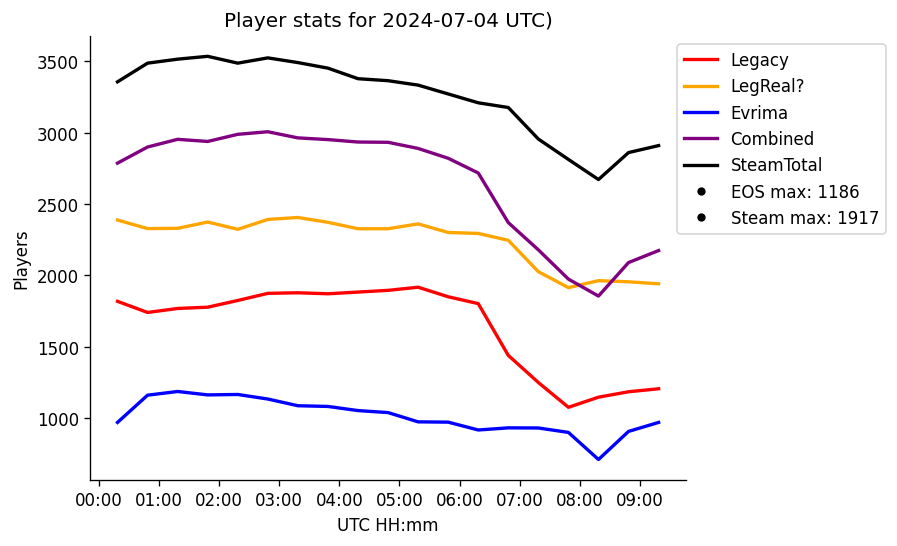 Player stats for 2024-07-04 UTC)
Legacy
LegReal?
Evrima
Combined
SteamTotal
EOS max: 1186
Steam max: 1917
Players
3500
3000
2500
2000
1500
1000
00:00 01:00 02:00 03:00 04:00 05:00 06:00 07:00 08:00 09:00
UTC HH:mm